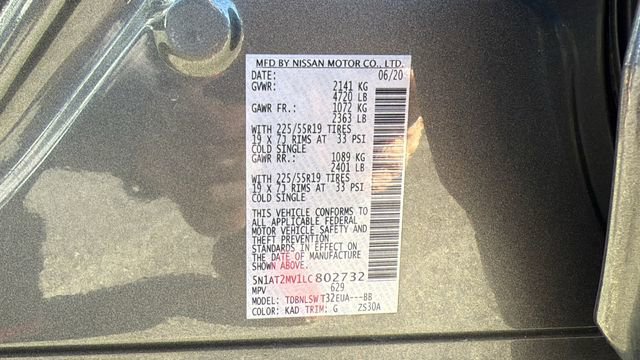 MFD BY NISSAN MOTOR CO., LTD.
DATE: 06/20
GVWR: 2141 KG
4720 LB
GAWR FR.: 1072 KG
2363 LB
WITH 225/55R19 TIRES
19 X 7J RIMS AT 33 PSI
COLD SINGLE
GAWR RR.: 1089 KG
2401 LB
WITH 225/55R19 TIRES
19 X 7J RIMS AT 33 PSI
COLD SINGLE
THIS VEHICLE CONFORMS TO
ALL APPLICABLE FEDERAL
MOTOR VEHICLE SAFETY AND
THEFT PREVENTION
STANDARDS IN EFFECT ON
THE DATE OF MANUFACTURE
SHOWN ABOVE.
5N1AT2MV1LC802732
MPV 629
MODEL: TDBNLSW T32EUA---BB
COLOR: KAD TRIM: G ZS30A